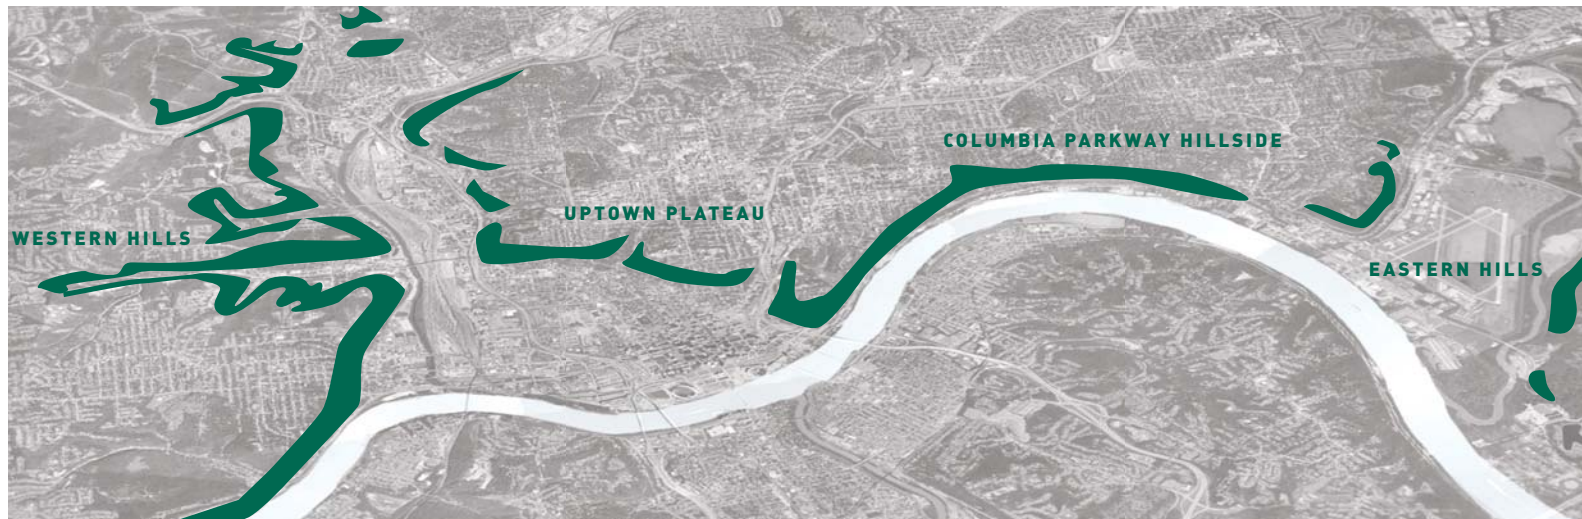 COLUMBIA PARKWAY HILLSIDE
UPTOWN PLATEAU
WESTERN HILLS
EASTERN HILLS